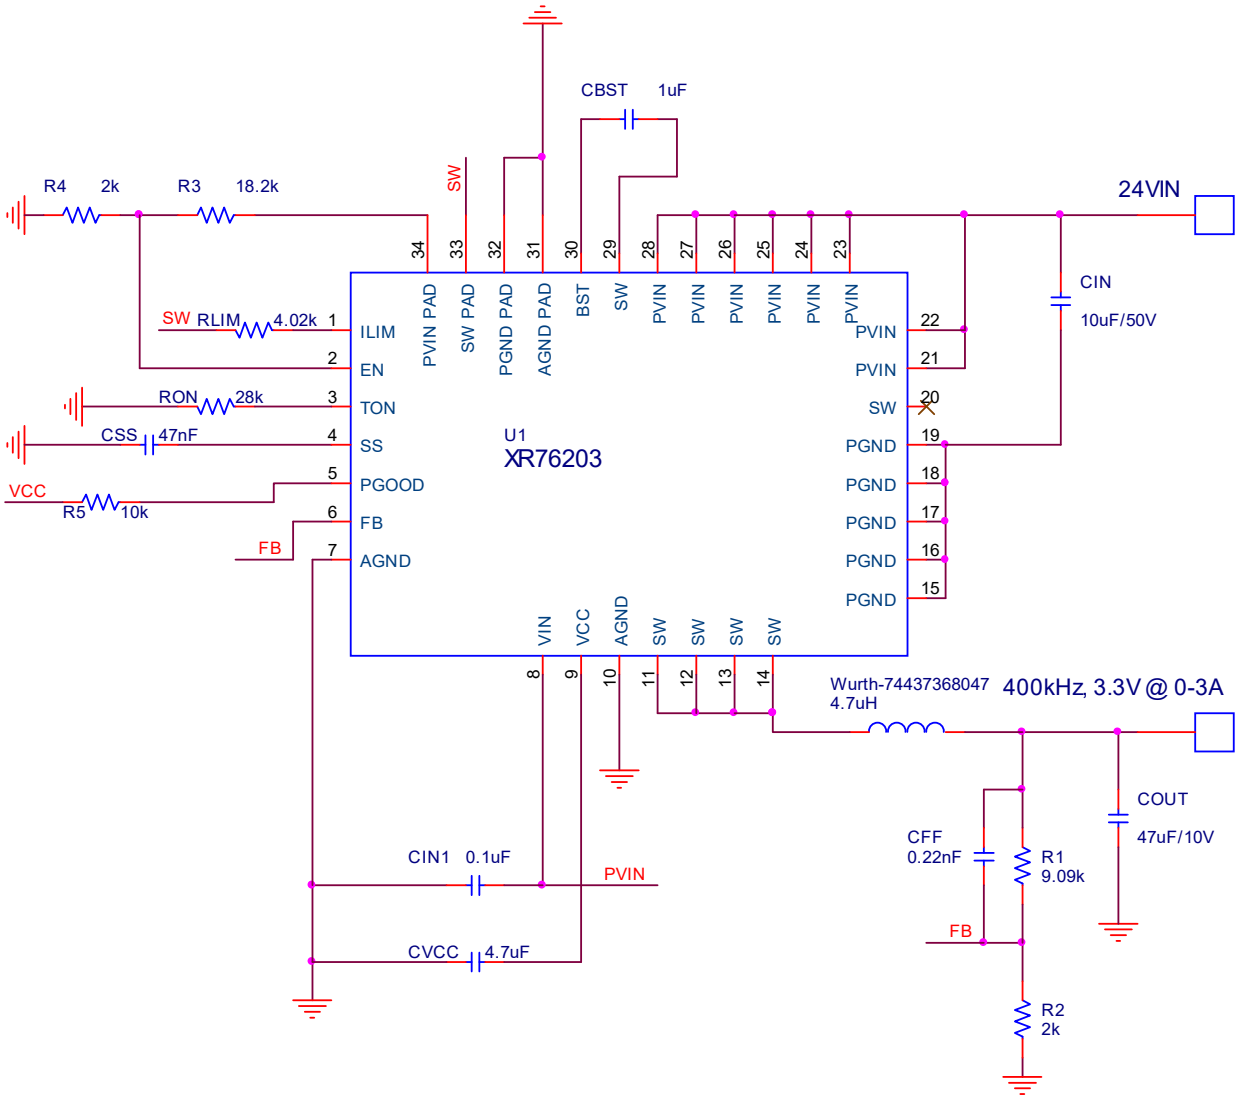 CBST 1uF
R4 2k R3 18.2k
SW
24VIN
34 33 32 31 30 29 28 27 26 25 24 23
PVIN PAD
SW PAD
PGND PAD
AGND PAD
BST
SW
PVIN
PVIN
PVIN
PVIN
PVIN
PVIN
CIN
10uF/50V
SW RLIM 4.02k 1 ILIM
2 EN
RON 28k 3 TON
CSS 47nF 4 SS
VCC R5 10k 5 PGOOD
FB 6 FB
7 AGND
U1
XR76203
PVIN 22
PVIN 21
SW 20
PGND 19
PGND 18
PGND 17
PGND 16
PGND 15
VIN
VCC
AGND
SW
SW
SW
SW
8 9 10 11 12 13 14
Wurth-74437368047
4.7uH
400kHz, 3.3V @ 0-3A
COUT
47uF/10V
CFF
0.22nF
R1
9.09k
CIN1 0.1uF
PVIN
FB
CVCC 4.7uF
R2
2k